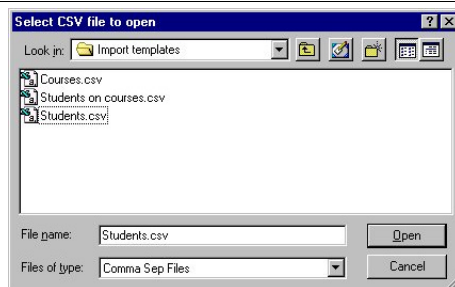 Select CSV file to open
Look in: Import templates
Courses.csv
Students on courses.csv
Students.csv
File name: Students.csv Open
Files of type: Comma Sep Files Cancel